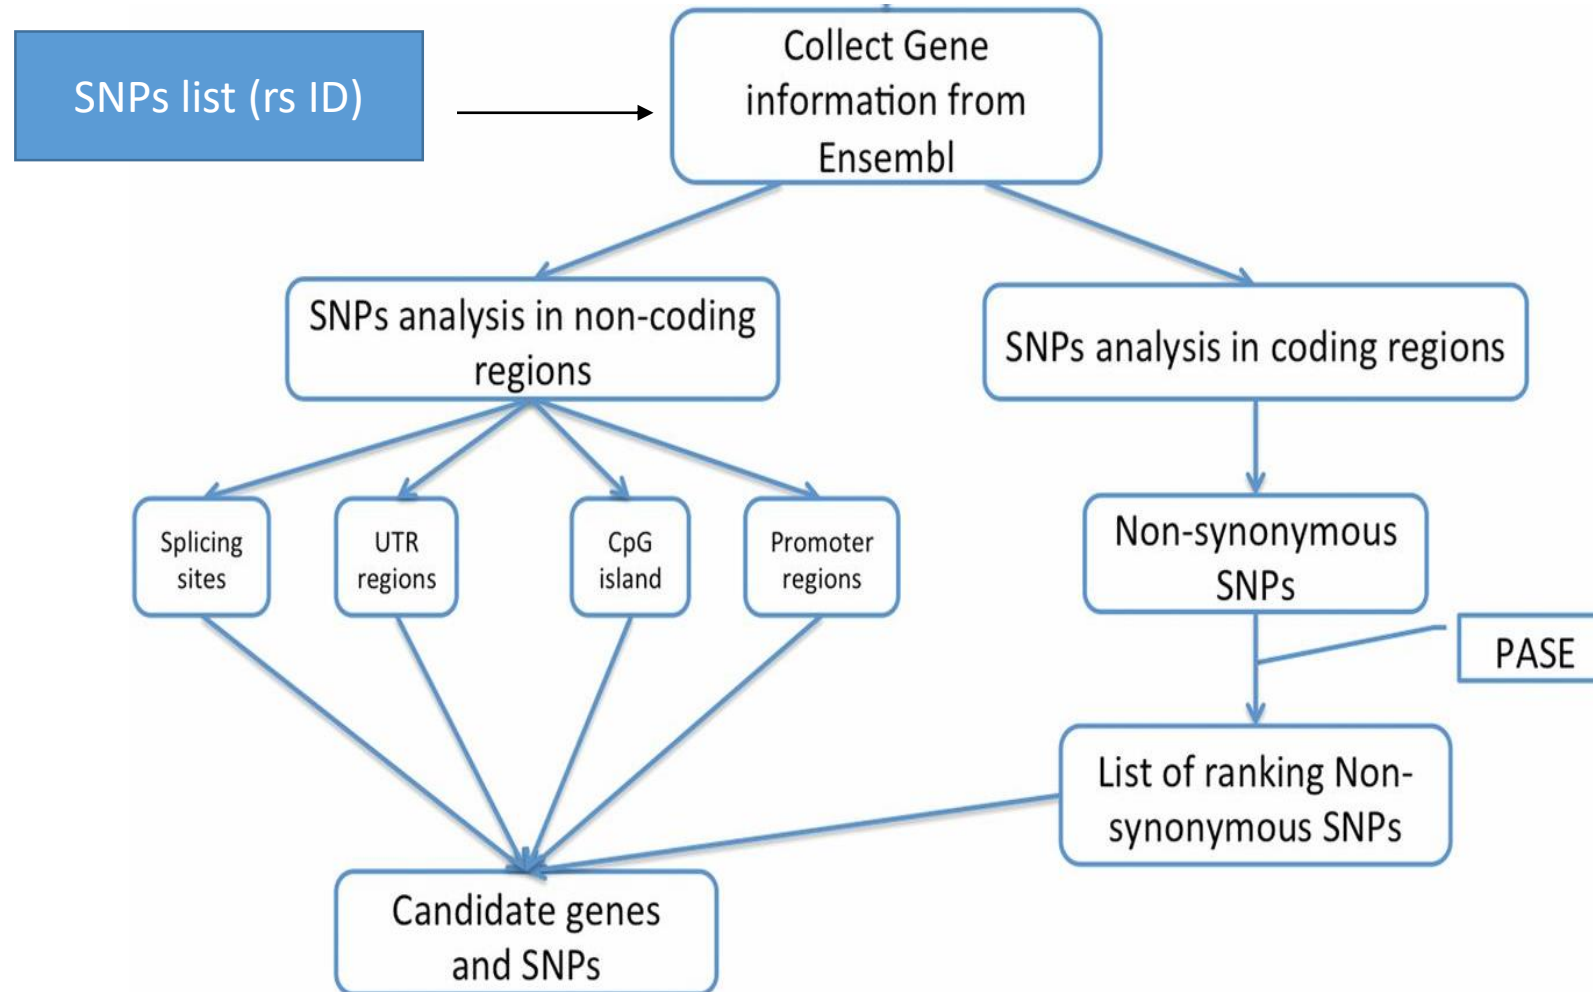 SNPs list (rs ID)
Collect Gene
information from
Ensembl
SNPs analysis in non-coding
regions
SNPs analysis in coding regions
Splicing
sites
UTR
regions
CpG
island
Promoter
regions
Non-synonymous
SNPs
PASE
List of ranking Non-
synonymous SNPs
Candidate genes
and SNPs